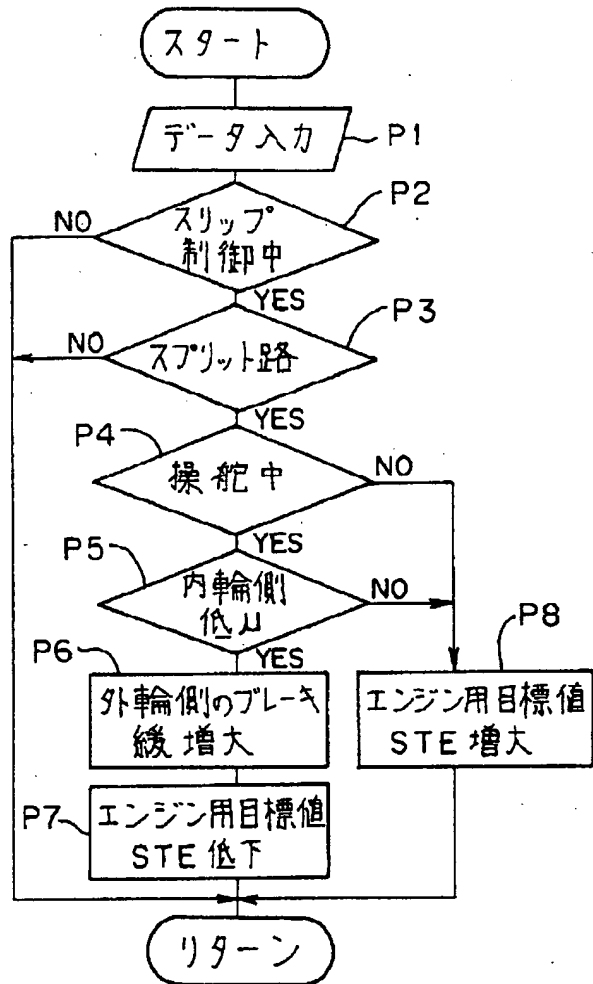 スタート
データ入力
P1
P2
NO
スリップ
制御中
YES
P3
NO
スプリット路
YES
P4
操舵中
NO
YES
P5
内輪側
低μ
NO
YES
P6
外輪側のブレーキ
緩増大
P8
エンジン用目標値
STE増大
P7
エンジン用目標値
STE低下
リターン